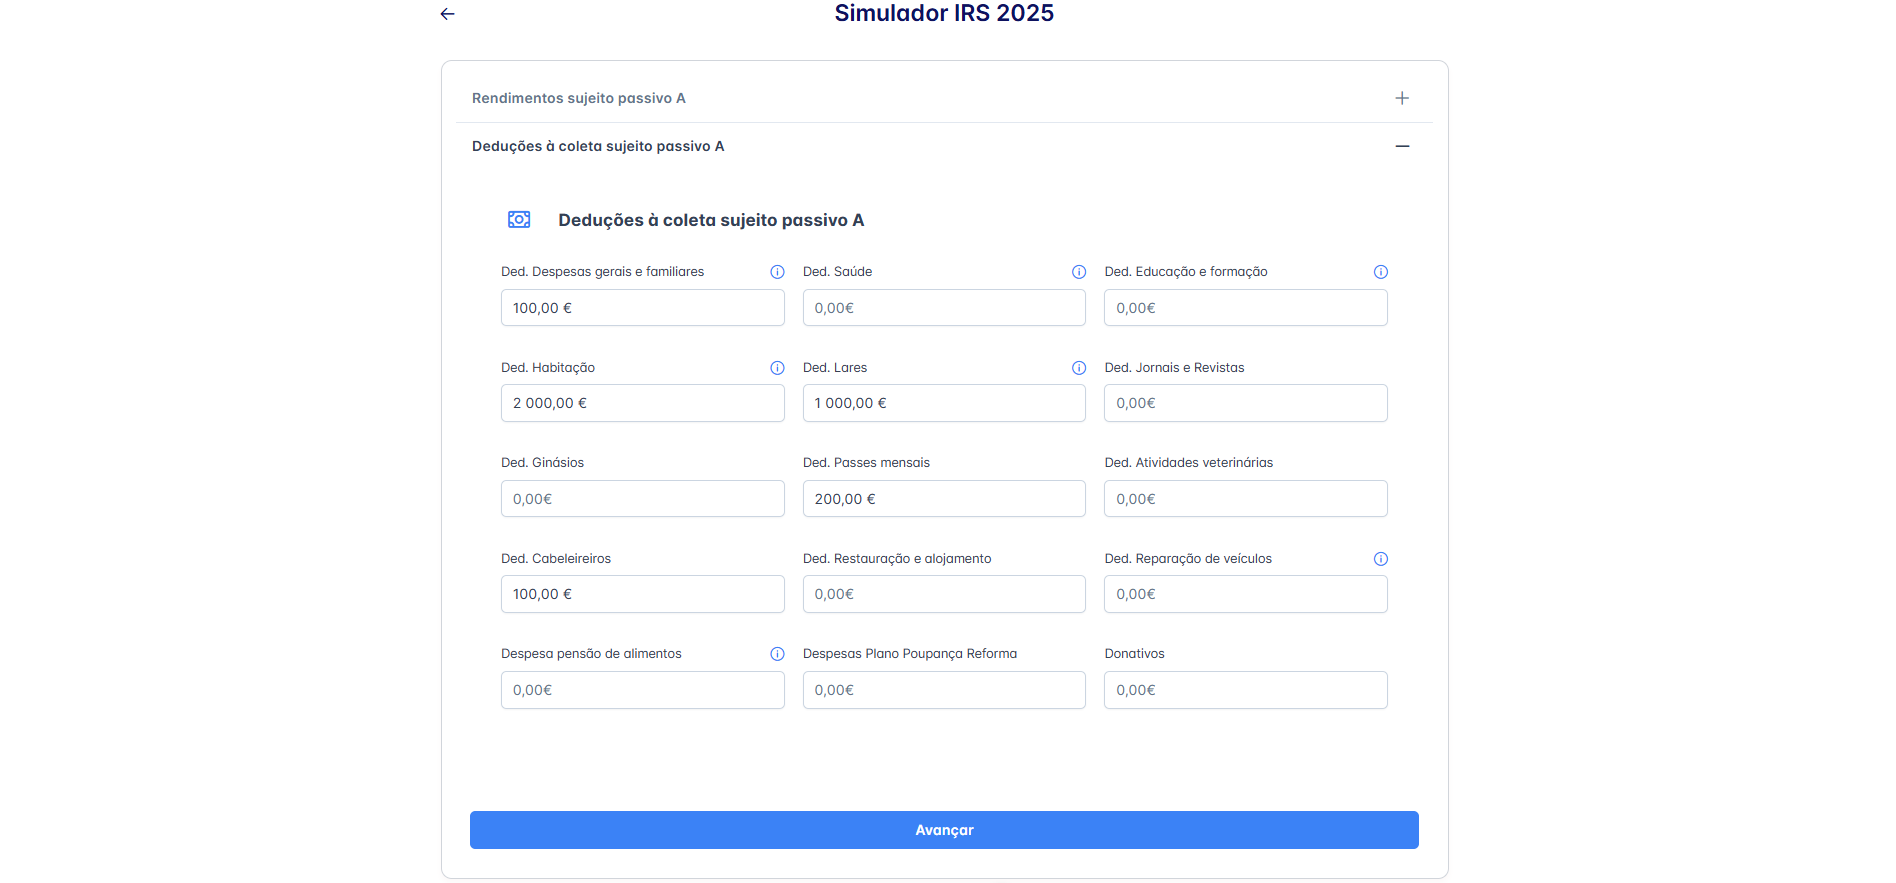 Simulador IRS 2025
Rendimentos sujeito passivo A
Deduções à coleta sujeito passivo A
Deduções à coleta sujeito passivo A
Ded. Despesas gerais e familiares
Ded. Saúde
Ded. Educação e formação
100,00 €
0,00€
0,00€
Ded. Habitação
Ded. Lares
Ded. Jornais e Revistas
2 000,00 €
1 000,00 €
0,00€
Ded. Ginásios
Ded. Passes mensais
Ded. Atividades veterinárias
0,00€
200,00 €
0,00€
Ded. Cabeleireiros
Ded. Restauração e alojamento
Ded. Reparação de veículos
100,00 €
0,00€
0,00€
Despesa pensão de alimentos
Despesas Plano Poupança Reforma
Donativos
0,00€
0,00€
0,00€
Avançar